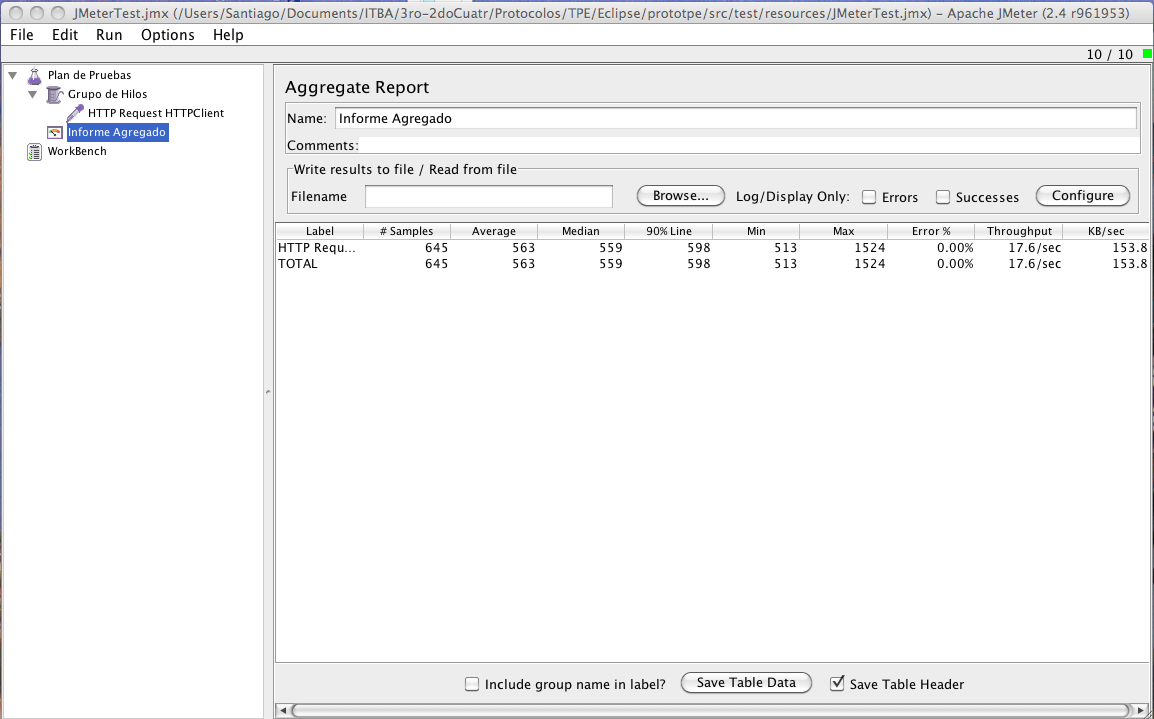 JMeterTest.jmx (/Users/Santiago/Documents/ITBA/3ro-2doCuatr/Protocolos/TPE/Eclipse/prototpe/src/test/resources/JMeterTest.jmx) – Apache JMeter (2.4 r961953)
File Edit Run Options Help
10 / 10
Plan de Pruebas
Grupo de Hilos
HTTP Request HTTPClient
Informe Agregado
WorkBench
Aggregate Report
Name: Informe Agregado
Comments:
Write results to file / Read from file
Filename Browse... Log/Display Only: Errors Successes Configure
Label # Samples Average Median 90% Line Min Max Error % Throughput KB/sec
HTTP Requ... 645 563 559 598 513 1524 0.00% 17.6/sec 153.8
TOTAL 645 563 559 598 513 1524 0.00% 17.6/sec 153.8
Include group name in label? Save Table Data Save Table Header